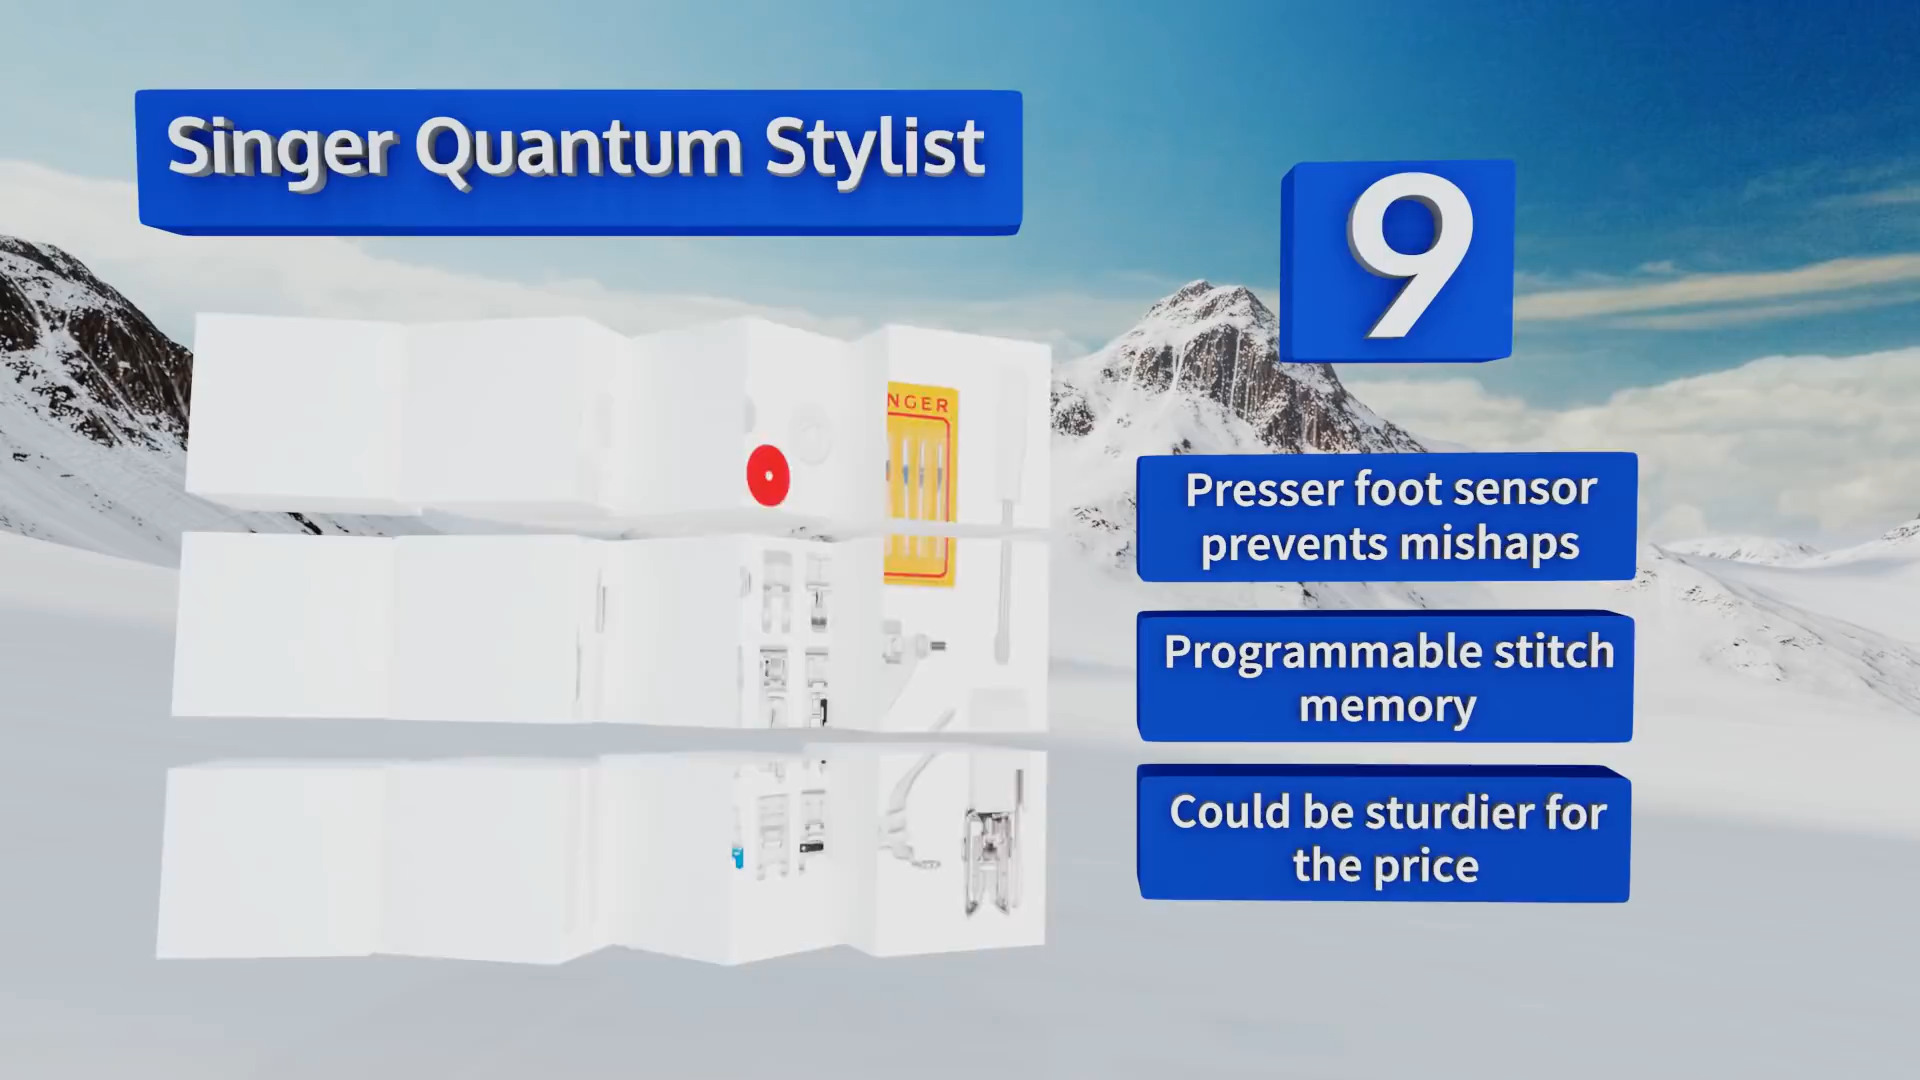 Singer Quantum Stylist
9
NGER
Presser foot sensor
prevents mishaps
Programmable stitch
memory
Could be sturdier for
the price